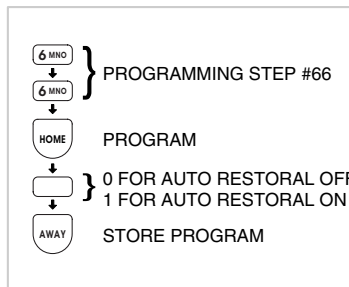 6 MNO
6 MNO
PROGRAMMING STEP #66
HOME
PROGRAM
0 FOR AUTO RESTORAL OFF
1 FOR AUTO RESTORAL ON
AWAY
STORE PROGRAM